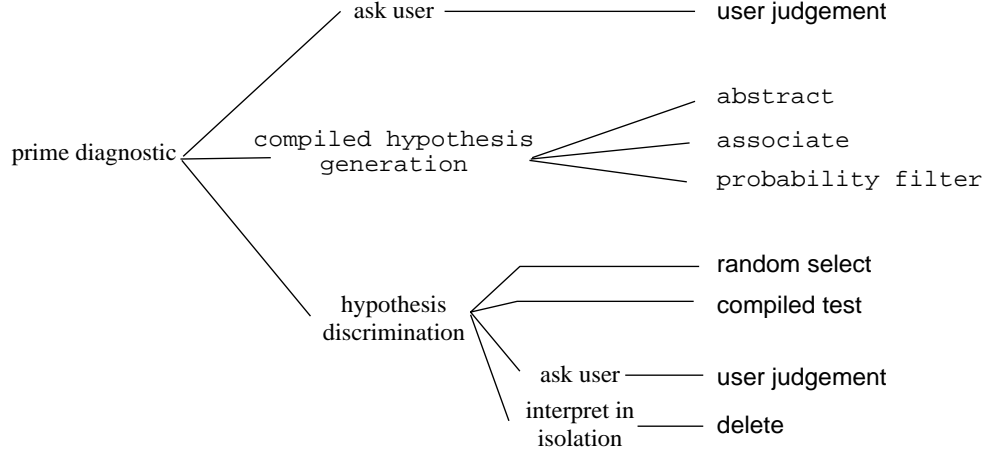 ask user
user judgement
abstract
compiled hypothesis
generation
associate
prime diagnostic
probability filter
random select
hypothesis
discrimination
compiled test
ask user
user judgement
interpret in
isolation
delete